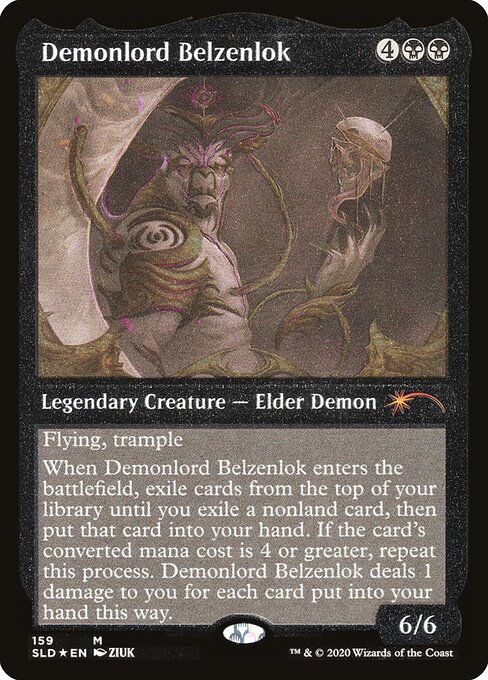 Demonlord Belzenlok 4
Legendary Creature — Elder Demon
Flying, trample
When Demonlord Belzenlok enters the
battlefield, exile cards from the top of your
library until you exile a nonland card, then
put that card into your hand. If the card's
converted mana cost is 4 or greater, repeat
this process. Demonlord Belzenlok deals 1
damage to you for each card put into your
hand this way.
6/6
159 M
SLD★EN ZIUK
™ & © 2020 Wizards of the Coast